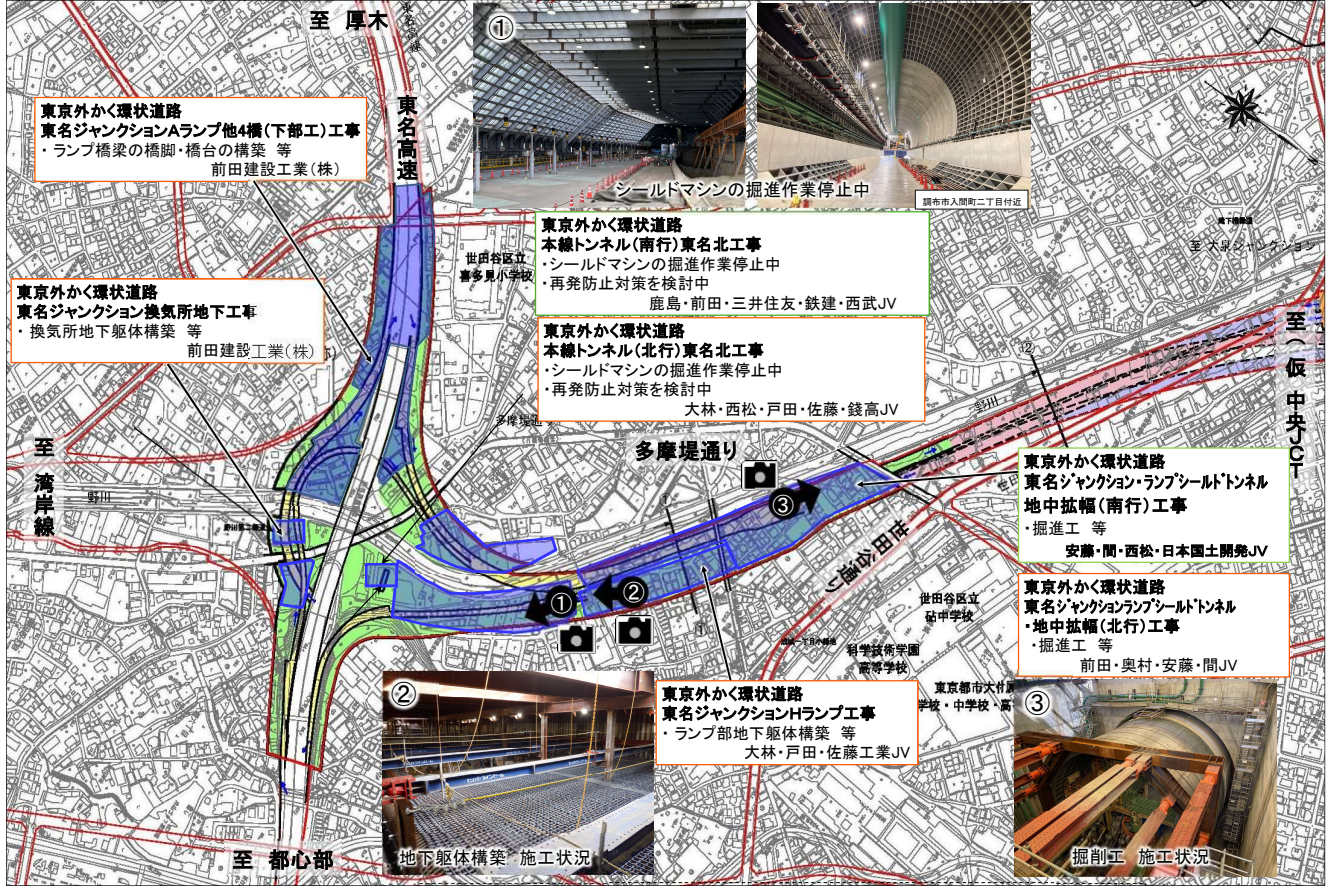 至 厚木
東名高速
①
シールドマシンの掘進作業停止中
調布市入間町二丁目付近
東京外かく環状道路
東名ジャンクションAランプ他4橋(下部工)工事
・ランプ橋梁の橋脚・橋台の構築 等
前田建設工業(株)
東京外かく環状道路
東名ジャンクション換気所地下工事
・換気所地下躯体構築 等
前田建設工業(株)
世田谷区立
喜多見小学校
東京外かく環状道路
本線トンネル(南行)東名北工事
・シールドマシンの掘進作業停止中
・再発防止対策を検討中
鹿島・前田・三井住友・鉄建・西武JV
東京外かく環状道路
本線トンネル(北行)東名北工事
・シールドマシンの掘進作業停止中
・再発防止対策を検討中
大林・西松・戸田・佐藤・錢高JV
至 大泉ジャンクション
至(仮)中央JCT
12
野川
多摩堤通り
多摩堤通り
至 湾岸線
野川
③
世田谷通り
東京外かく環状道路
東名ジャンクション・ランプシールドトンネル
地中拡幅(南行)工事
・掘進工 等
安藤・間・西松・日本国土開発JV
東京外かく環状道路
東名ジャンクションランプシールドトンネル
・地中拡幅(北行)工事
・掘進工 等
前田・奥村・安藤・間JV
①
②
世田谷区立
砧中学校
科学技術学園
高等学校
東京都市大付属
東京外かく環状道路
東名ジャンクションHランプ工事
・ランプ部地下躯体構築 等
大林・戸田・佐藤工業JV
②
地下躯体構築 施工状況
③
掘削工 施工状況
至 都心部